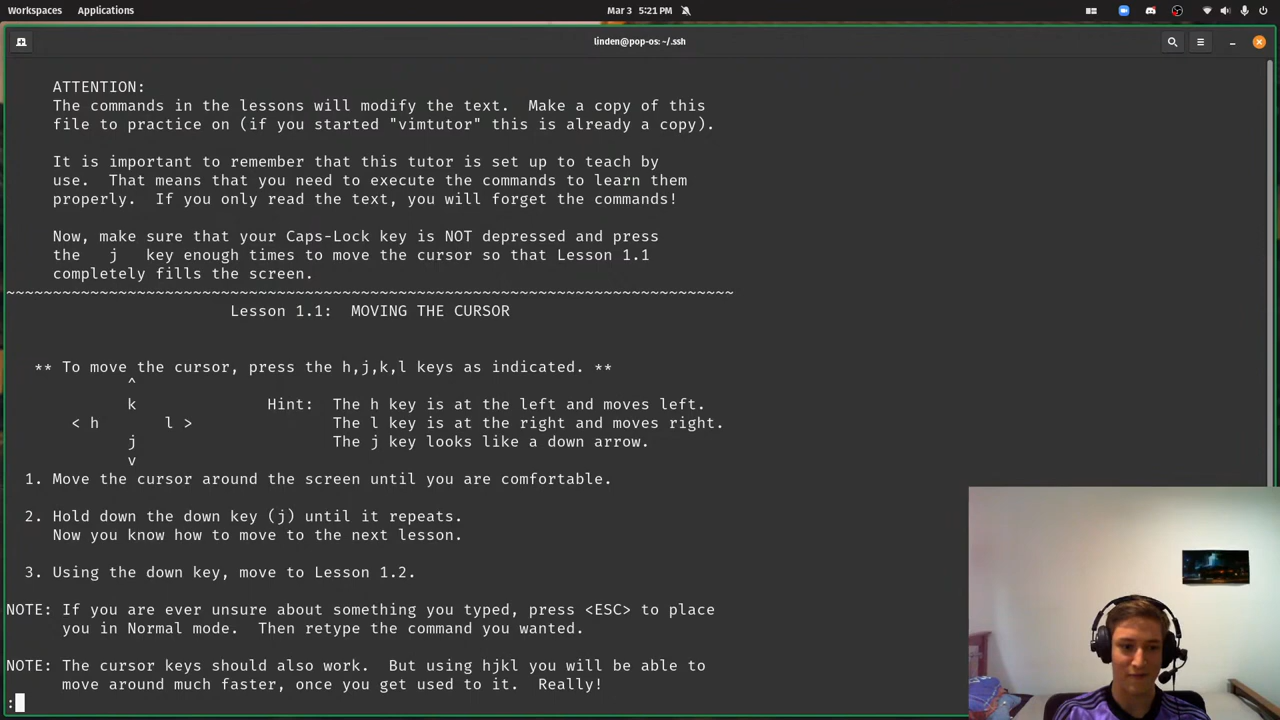 Workspaces Applications Mar 3 5:21 PM
linden@pop-os: ~/.ssh
ATTENTION:
The commands in the lessons will modify the text.  Make a copy of this
file to practice on (if you started "vimtutor" this is already a copy).
It is important to remember that this tutor is set up to teach by
use.  That means that you need to execute the commands to learn them
properly.  If you only read the text, you will forget the commands!
Now, make sure that your Caps-Lock key is NOT depressed and press
the   j   key enough times to move the cursor so that Lesson 1.1
completely fills the screen.
~~~~~~~~~~~~~~~~~~~~~~~~~~~~~~~~~~~~~~~~~~~~~~~~~~~~~~~~~~~~~~~~~~~~~~~~~~~~~~
Lesson 1.1:  MOVING THE CURSOR
** To move the cursor, press the h,j,k,l keys as indicated. **
^
k              Hint:  The h key is at the left and moves left.
< h       l >               The l key is at the right and moves right.
j                     The j key looks like a down arrow.
v
1. Move the cursor around the screen until you are comfortable.
2. Hold down the down key (j) until it repeats.
Now you know how to move to the next lesson.
3. Using the down key, move to Lesson 1.2.
NOTE: If you are ever unsure about something you typed, press <ESC> to place
you in Normal mode.  Then retype the command you wanted.
NOTE: The cursor keys should also work.  But using hjkl you will be able to
move around much faster, once you get used to it.  Really!
: